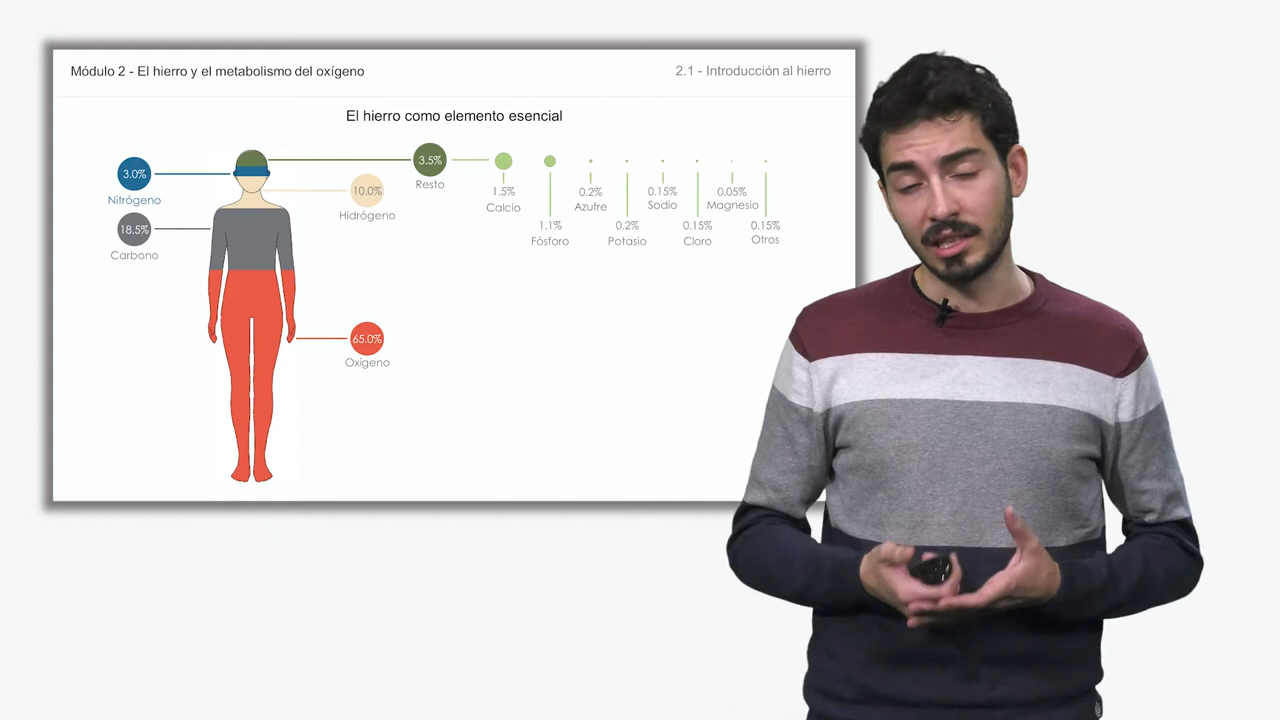 Módulo 2 - El hierro y el metabolismo del oxígeno
2.1 - Introducción al hierro
El hierro como elemento esencial
3.0%
Nitrógeno
18.5%
Carbono
10.0%
Hidrógeno
65.0%
Oxígeno
3.5%
Resto
1.5%
Calcio
1.1%
Fósforo
0.2%
Azufre
0.2%
Potasio
0.15%
Sodio
0.15%
Cloro
0.05%
Magnesio
0.15%
Otros